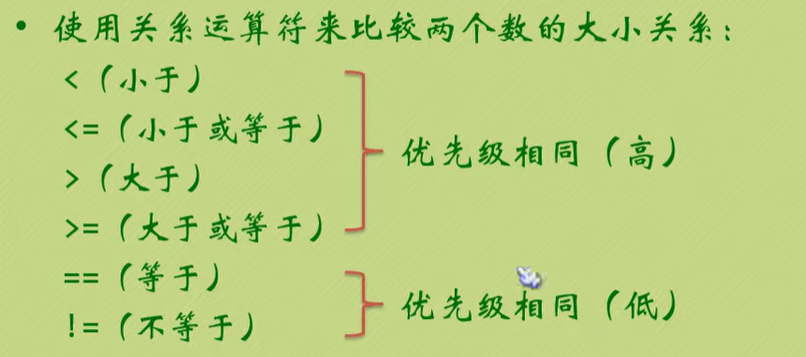 • 使用关系运算符来比较两个数的大小关系：
<（小于）
<=（小于或等于）
>（大于）
优先级相同（高）
>=（大于或等于）
==（等于）
!=（不等于）
优先级相同（低）